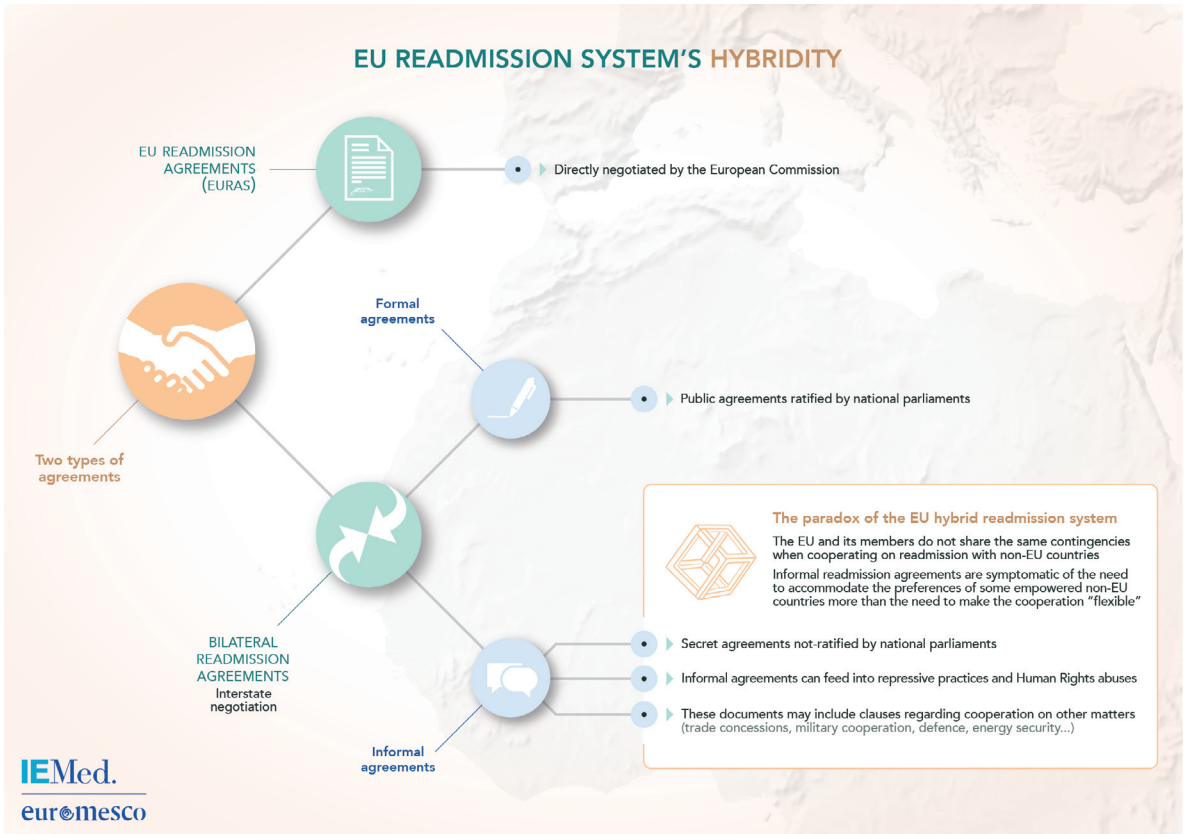 EU READMISSION SYSTEM'S HYBRIDITY
EU READMISSION
AGREEMENTS
(EURAS)
Directly negotiated by the European Commission
Two types of
agreements
Formal
agreements
Public agreements ratified by national parliaments
BILATERAL
READMISSION
AGREEMENTS
Interstate
negotiation
Informal
agreements
The paradox of the EU hybrid readmission system
The EU and its members do not share the same contingencies
when cooperating on readmission with non-EU countries
Informal readmission agreements are symptomatic of the need
to accommodate the preferences of some empowered non-EU
countries more than the need to make the cooperation “flexible”
Secret agreements not-ratified by national parliaments
Informal agreements can feed into repressive practices and Human Rights abuses
These documents may include clauses regarding cooperation on other matters
(trade concessions, military cooperation, defence, energy security...)
IEMed.
euromesco